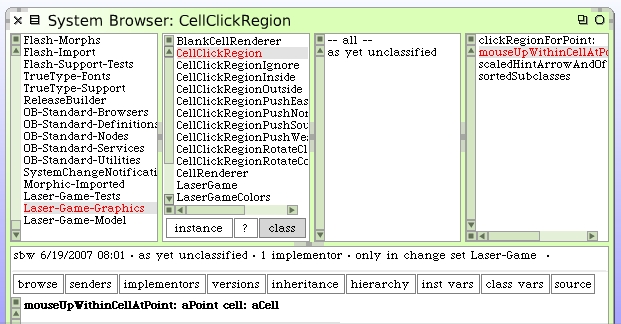 System Browser: CellClickRegion
Flash-Morphs
Flash-Import
Flash-Support-Tests
TrueType-Fonts
TrueType-Support
ReleaseBuilder
OB-Standard-Browsers
OB-Standard-Definitions
OB-Standard-Nodes
OB-Standard-Services
OB-Standard-Utilities
SystemChangeNotificati
Morphic-Imported
Laser-Game-Tests
Laser-Game-Graphics
Laser-Game-Model
BlankCellRenderer
CellClickRegion
CellClickRegionIgnore
CellClickRegionInside
CellClickRegionOutside
CellClickRegionPushEas
CellClickRegionPushNor
CellClickRegionPushSou
CellClickRegionPushWe
CellClickRegionRotateCl
CellClickRegionRotateCo
CellRenderer
LaserGame
LaserGameColors
instance ? class
-- all --
as yet unclassified
clickRegionForPoint:
mouseUpWithinCellAtPo
scaledHintArrowAndOf
sortedSubclasses
sbw 6/19/2007 08:01 · as yet unclassified · 1 implementor · only in change set Laser-Game ·
browse senders implementors versions inheritance hierarchy inst vars class vars source
mouseUpWithinCellAtPoint: aPoint cell: aCell